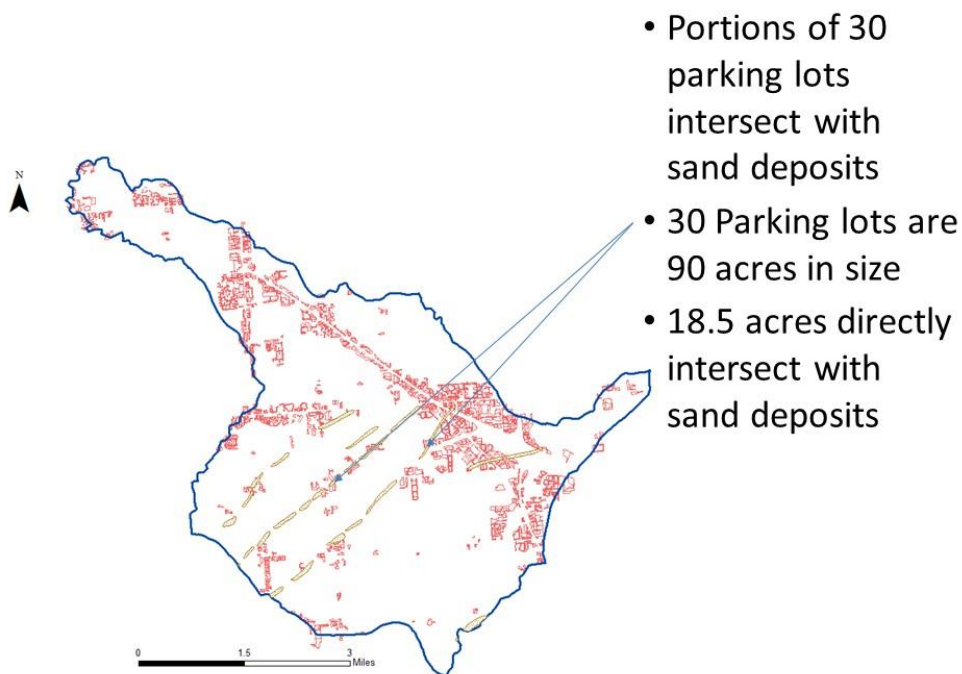 • Portions of 30
parking lots
intersect with
sand deposits
• 30 Parking lots are
90 acres in size
• 18.5 acres directly
intersect with
sand deposits
N
0 1.5 3
Miles